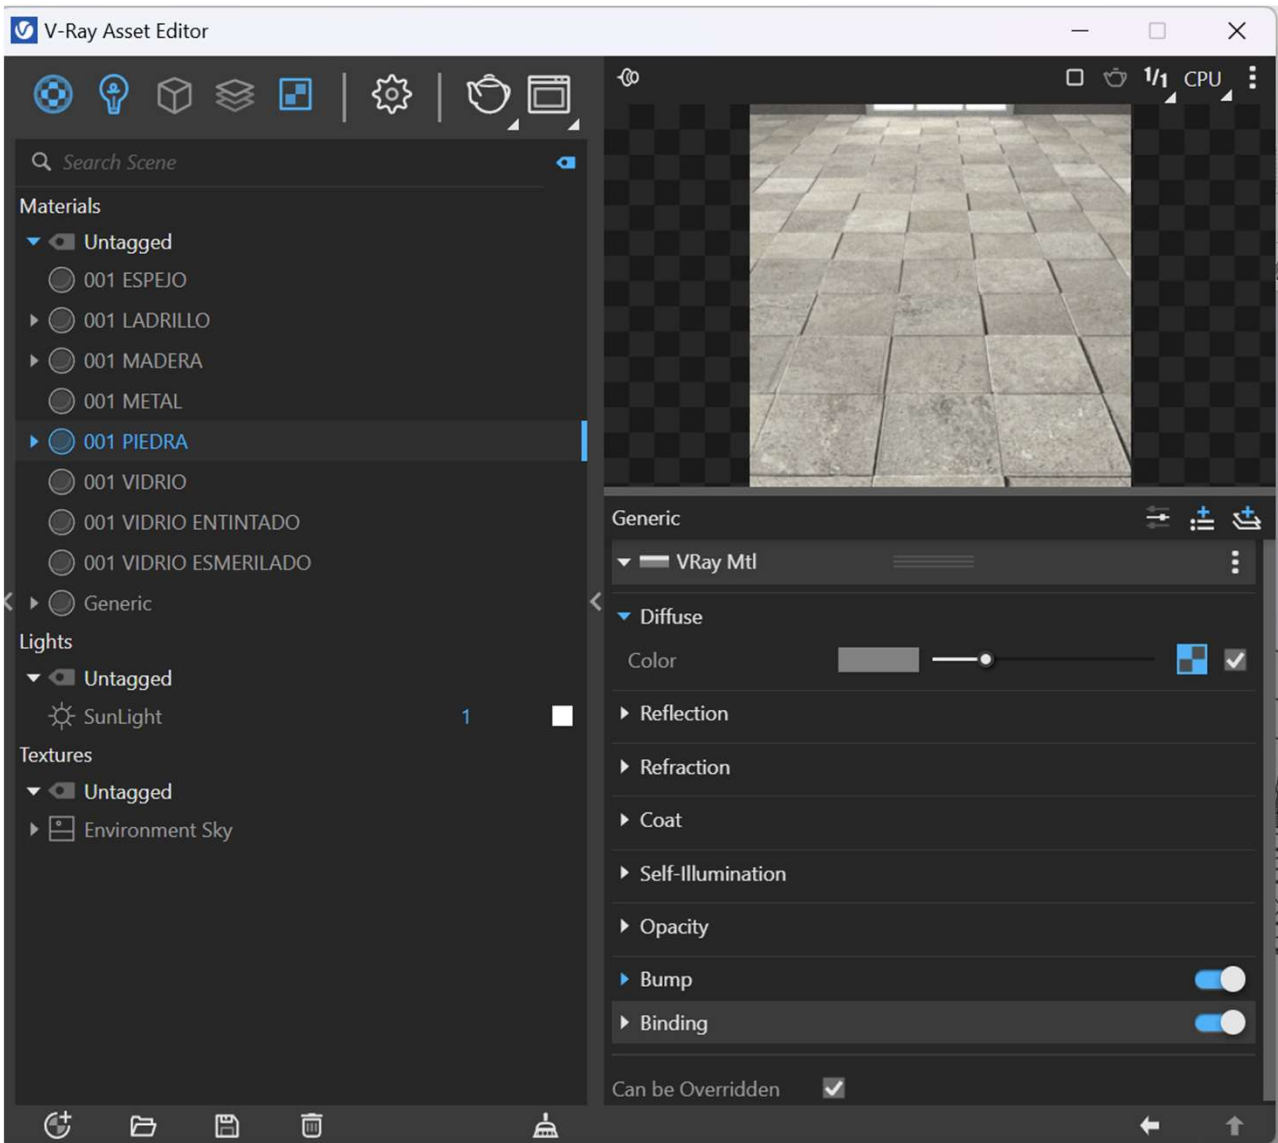 V-Ray Asset Editor
1/1 CPU
Search Scene
Materials
Untagged
001 ESPEJO
001 LADRILLO
001 MADERA
001 METAL
001 PIEDRA
001 VIDRIO
001 VIDRIO ENTINTADO
001 VIDRIO ESMERILADO
Generic
Lights
Untagged
SunLight 1
Textures
Untagged
Environment Sky
Generic
VRay Mtl
Diffuse
Color
Reflection
Refraction
Coat
Self-Illumination
Opacity
Bump
Binding
Can be Overridden